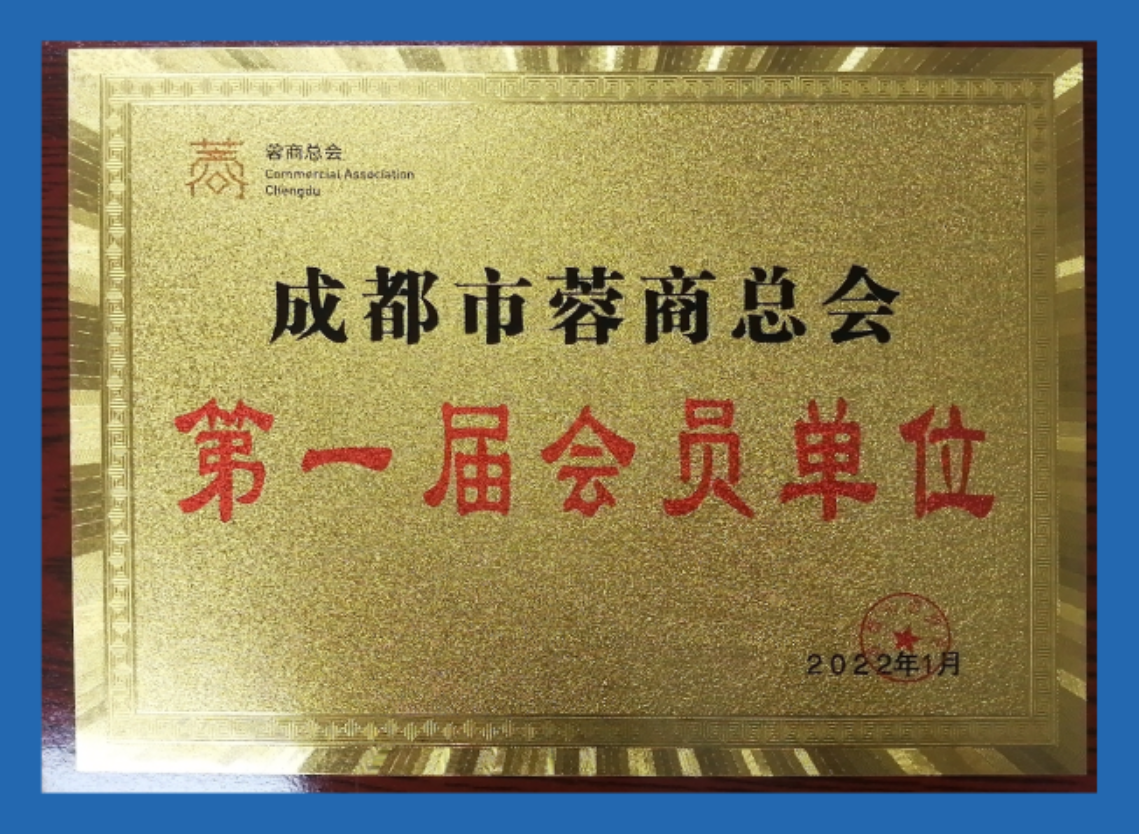 蓉商总会
Commercial Association
Chengdu
成都市蓉商总会
第一届会员单位
2022年1月